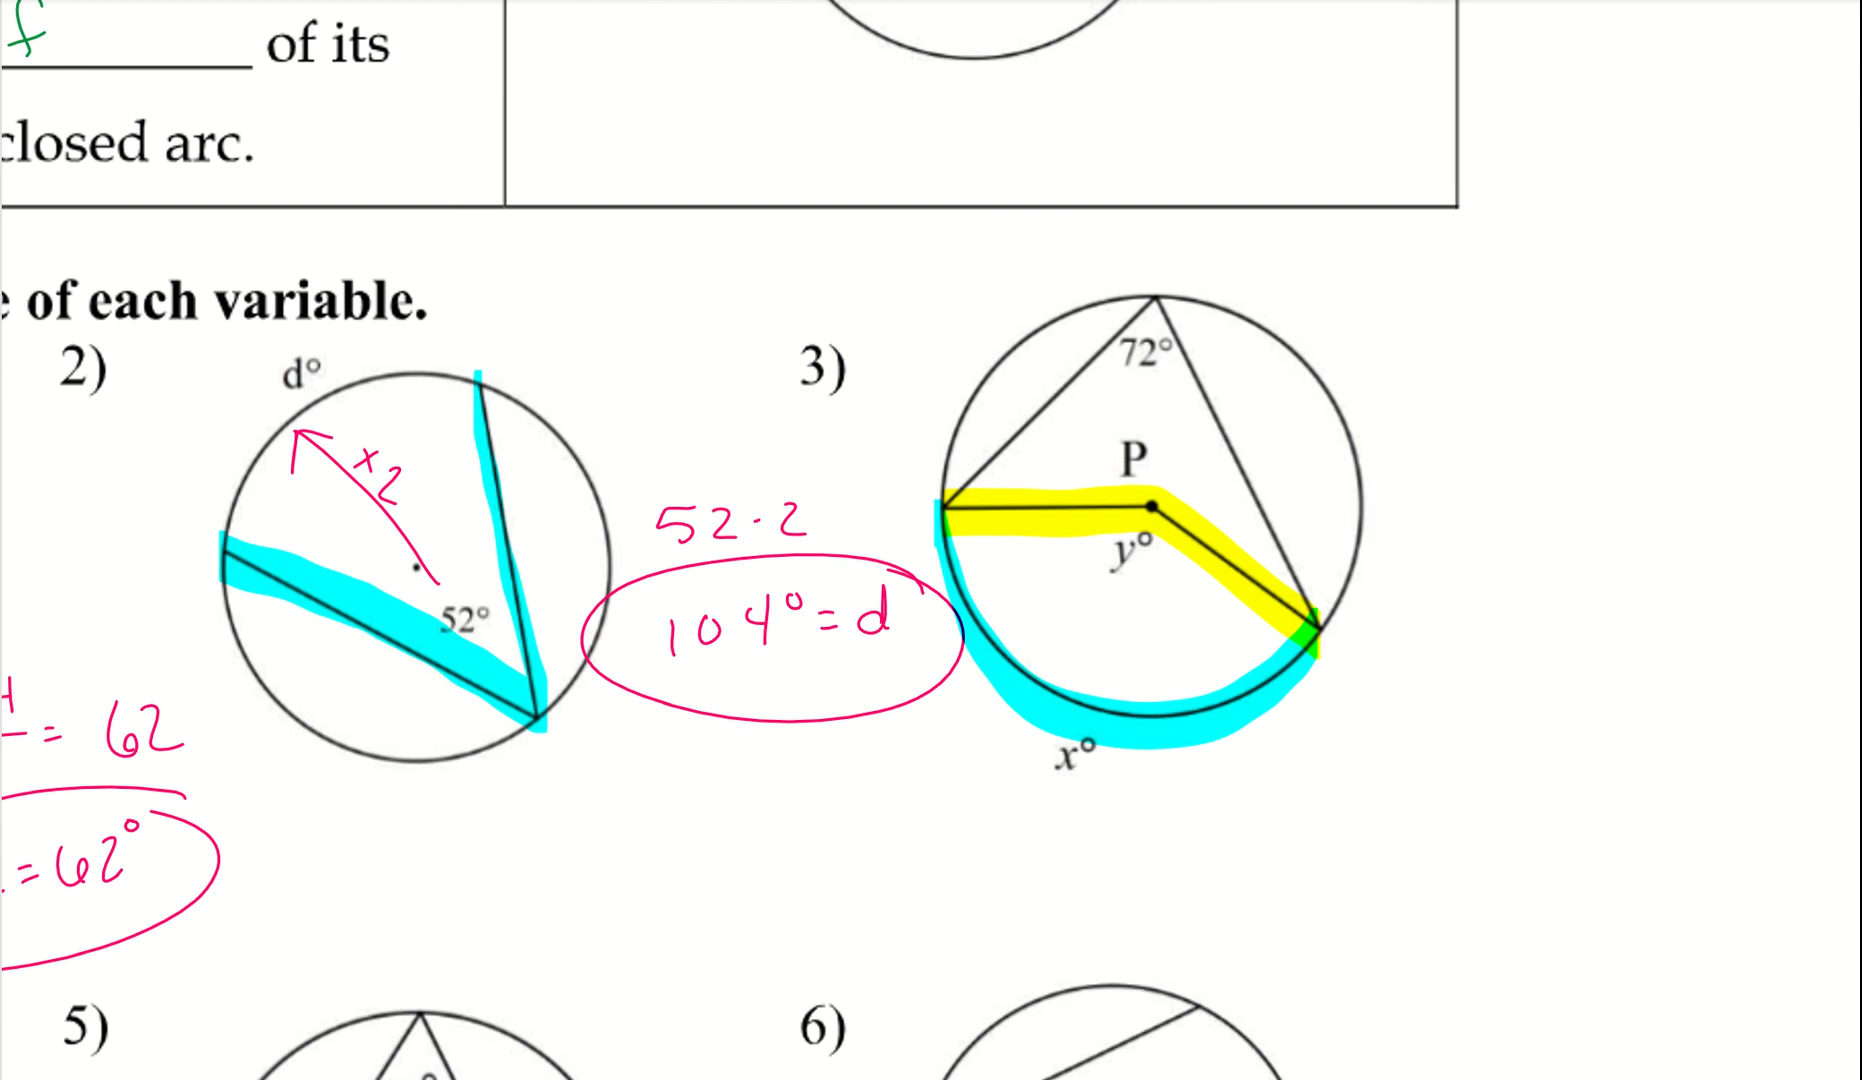 f
of its
closed arc.
of each variable.
2)
d°
x2
52°
52·2
104°=d
3)
72°
P
y°
x°
= 62
=62°
5)
6)